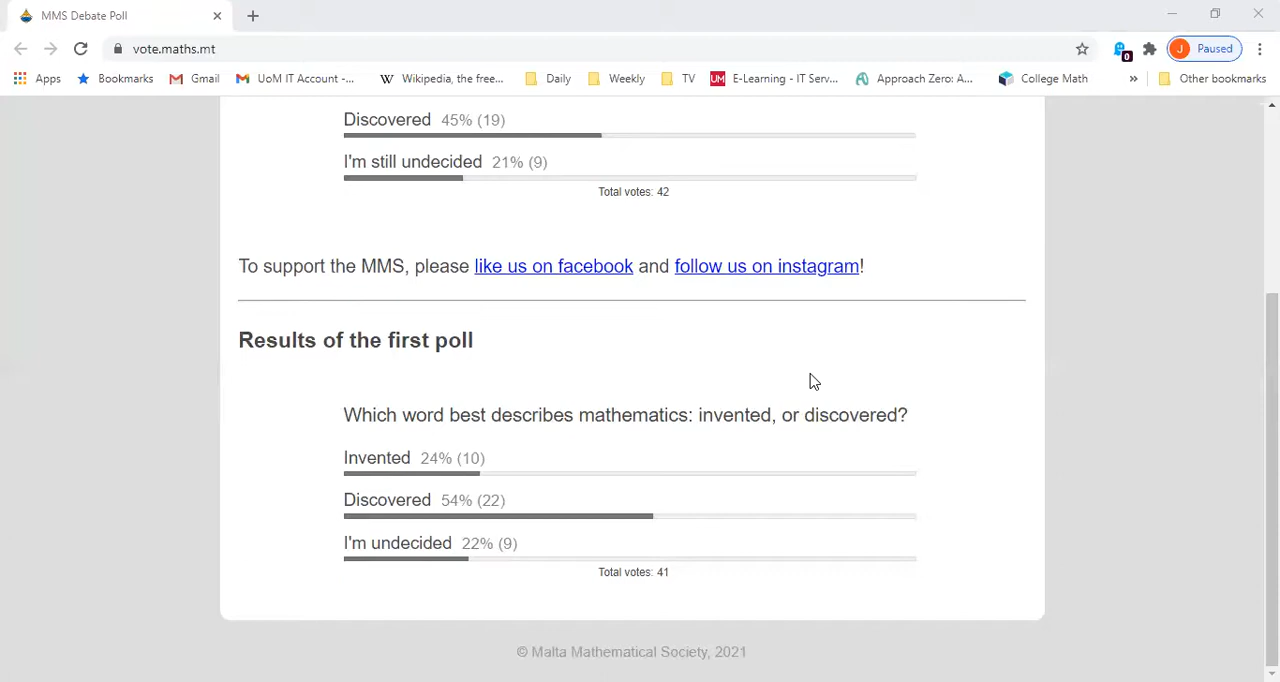 MMS Debate Poll
vote.maths.mt
0
J Paused
Apps Bookmarks Gmail UoM IT Account -... W Wikipedia, the free... Daily Weekly TV UM E-Learning - IT Serv... Approach Zero: A... College Math » Other bookmarks
Discovered 45% (19)
I'm still undecided 21% (9)
Total votes: 42
To support the MMS, please like us on facebook and follow us on instagram!
Results of the first poll
Which word best describes mathematics: invented, or discovered?
Invented 24% (10)
Discovered 54% (22)
I'm undecided 22% (9)
Total votes: 41
© Malta Mathematical Society, 2021